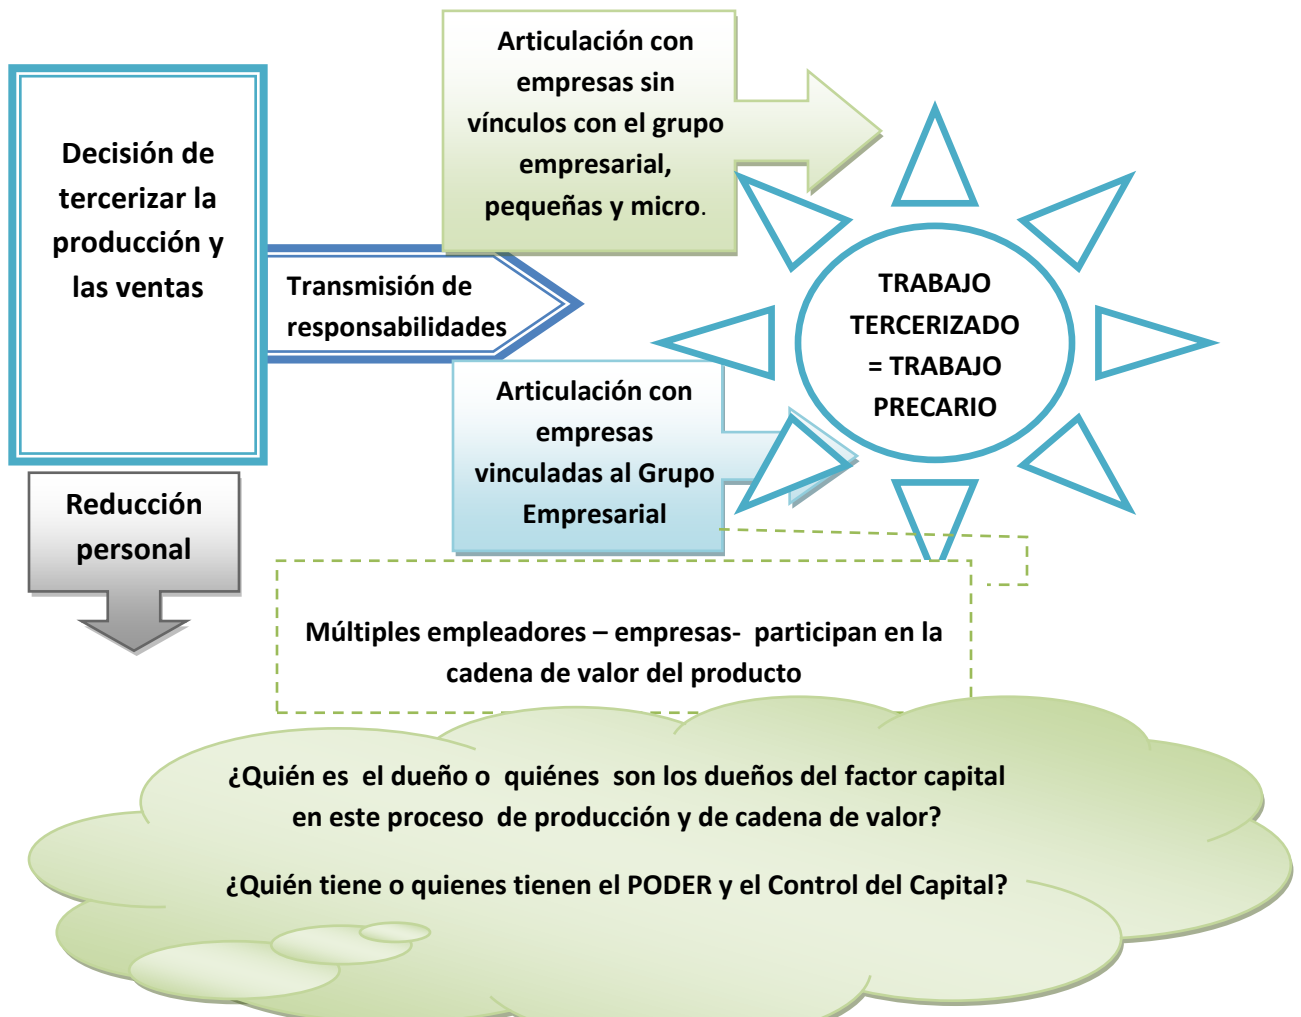 Articulación con
empresas sin
vínculos con el grupo
empresarial,
pequeñas y micro.
Decisión de
tercerizar la
producción y
las ventas
Transmisión de
responsabilidades
TRABAJO
TERCERIZADO
= TRABAJO
PRECARIO
Articulación con
empresas
vinculadas al Grupo
Empresarial
Reducción
personal
Múltiples empleadores – empresas- participan en la
cadena de valor del producto
¿Quién es el dueño o quiénes son los dueños del factor capital
en este proceso de producción y de cadena de valor?
¿Quién tiene o quienes tienen el PODER y el Control del Capital?